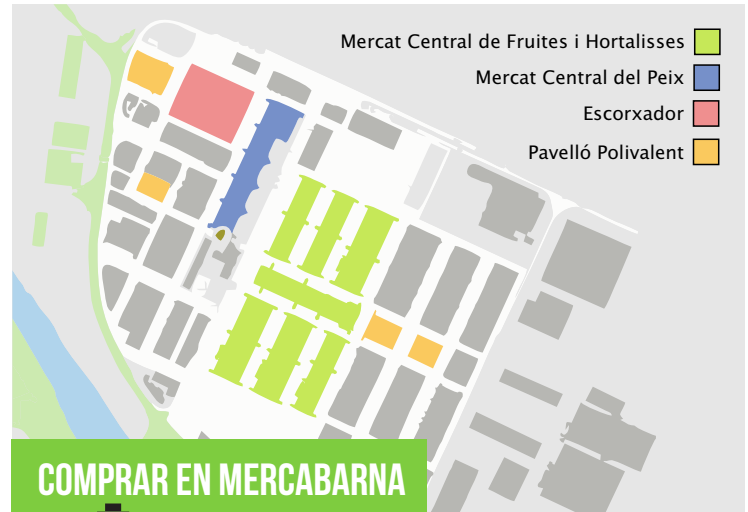 Mercat Central de Fruites i Hortalisses
Mercat Central del Peix
Escorxador
Pavelló Polivalent
COMPRAR EN MERCABARNA